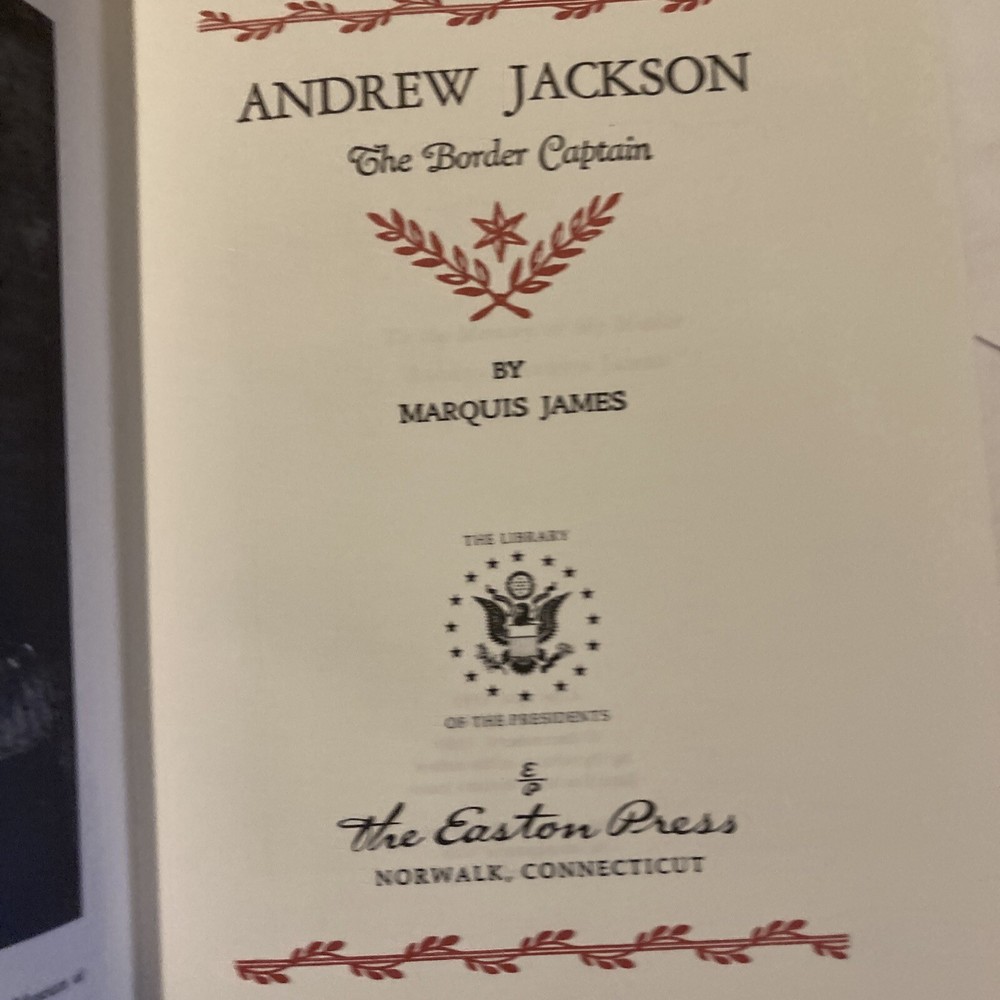 ANDREW JACKSON
The Border Captain
BY
MARQUIS JAMES
THE LIBRARY
OF THE PRESIDENTS
E
P
The Easton Press
NORWALK, CONNECTICUT